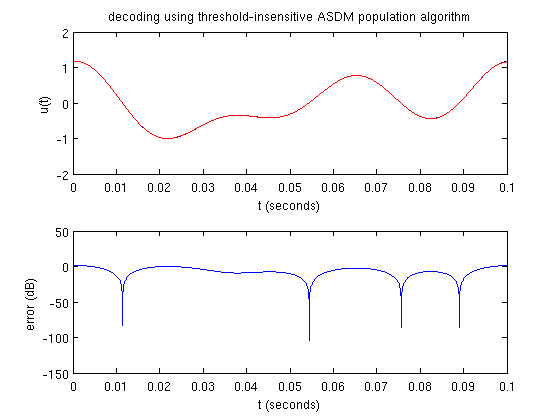 decoding using threshold-insensitive ASDM population algorithm
2
1
0
-1
-2
u(t)
0 0.01 0.02 0.03 0.04 0.05 0.06 0.07 0.08 0.09 0.1
t (seconds)
50
0
-50
-100
-150
error (dB)
0 0.01 0.02 0.03 0.04 0.05 0.06 0.07 0.08 0.09 0.1
t (seconds)